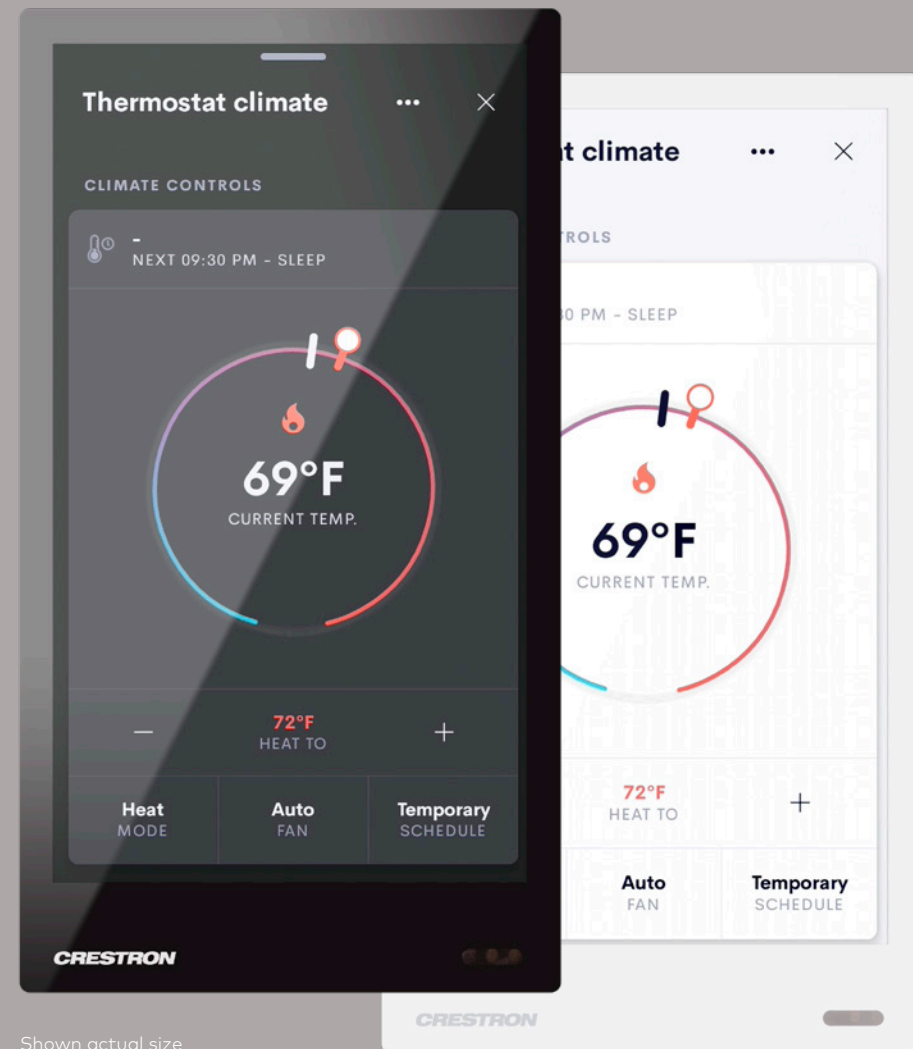 Thermostat climate
CLIMATE CONTROLS
-
NEXT 09:30 PM - SLEEP
69°F
CURRENT TEMP.
72°F
HEAT TO
Heat
MODE
Auto
FAN
Temporary
SCHEDULE
CRESTRON
Shown actual size
t climate
TROLS
30 PM - SLEEP
69°F
CURRENT TEMP.
72°F
HEAT TO
Auto
FAN
Temporary
SCHEDULE
CRESTRON